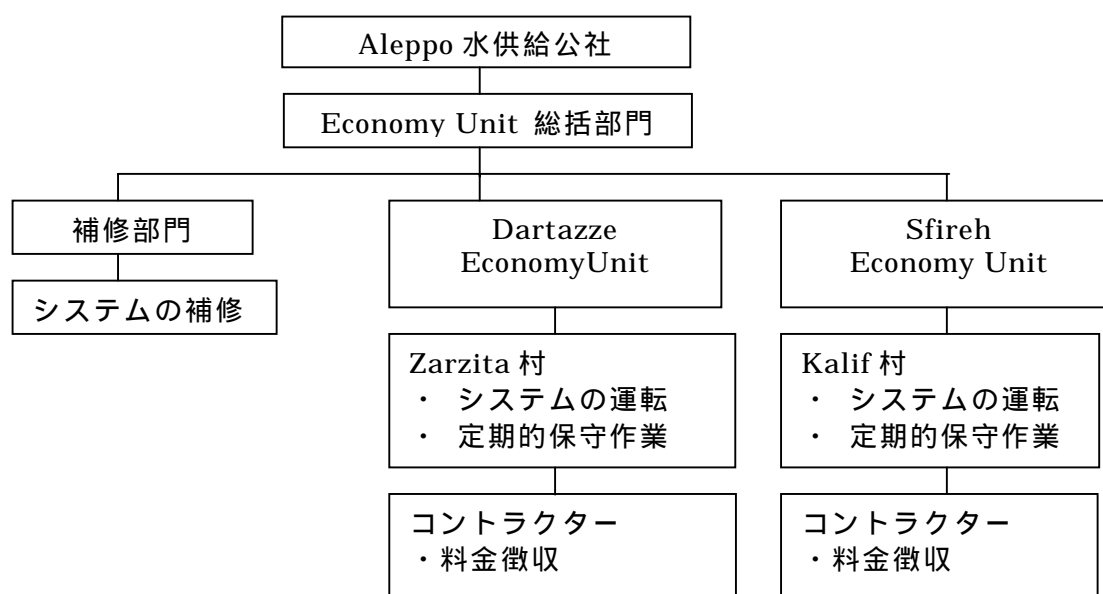 Aleppo 水供給公社
Economy Unit 総括部門
補修部門
システムの補修
Dartazze
EconomyUnit
Zarzita 村
・ システムの運転
・ 定期的保守作業
コントラクター
・料金徴収
Sfireh
Economy Unit
Kalif 村
・ システムの運転
・ 定期的保守作業
コントラクター
・料金徴収